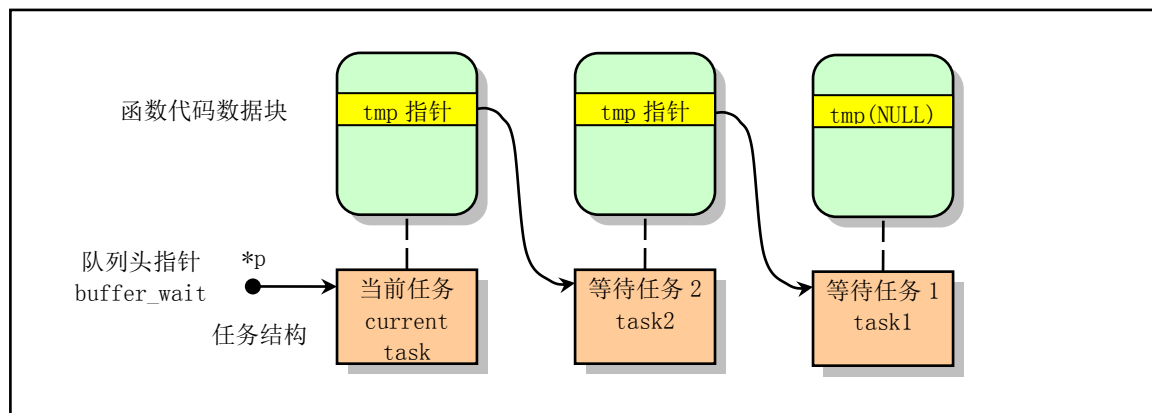 函数代码数据块
tmp 指针
tmp 指针
tmp(NULL)
队列头指针
buffer_wait
*p
任务结构
当前任务
current
task
等待任务 2
task2
等待任务 1
task1